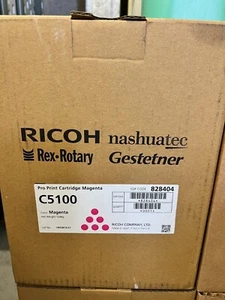 RICOH nashuatec
Rex-Rotary Gestetner
Pro Print Cartridge Magenta
828404
C5100
Magenta
RICOH COMPANY, LTD.